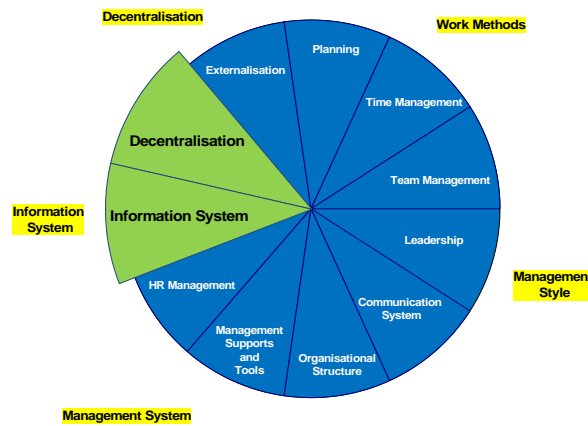 Decentralisation
Work Methods
Planning
Externalisation
Time Management
Decentralisation
Team Management
Information
System
Information System
Leadership
Management
Style
HR Management
Communication
System
Management
Supports
and
Tools
Organisational
Structure
Management System